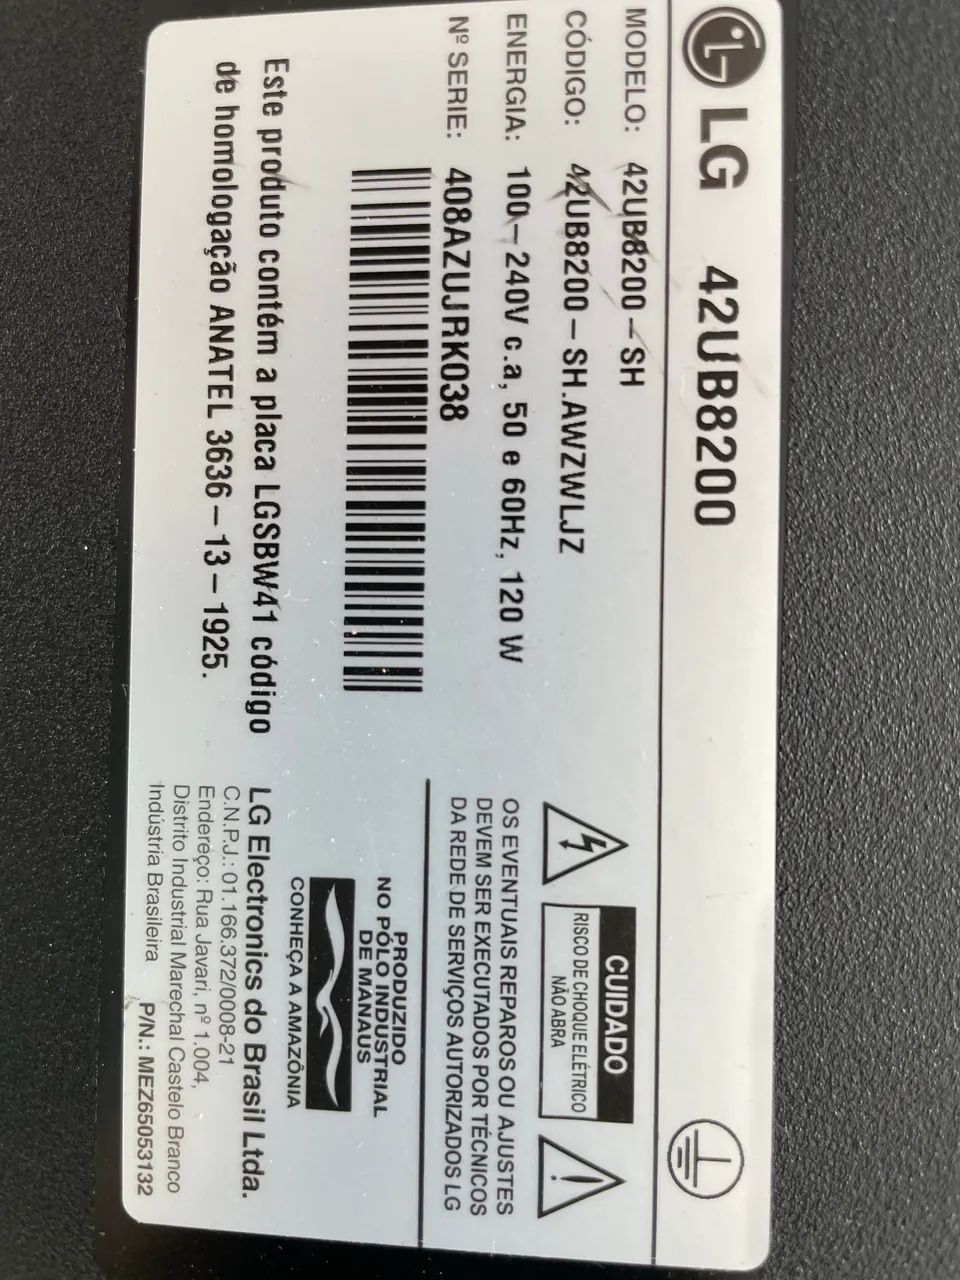 LG 42UB8200
MODELO: 42UB8200-SH
CÓDIGO: 42UB8200-SH.AWZWLJZ
ENERGIA: 100-240V c.a, 50 e 60Hz, 120 W
Nº SERIE: 408AZUJRK038
Este produto contém a placa LGSBW41 código
de homologação ANATEL 3636-13-1925.
CUIDADO
RISCO DE CHOQUE ELÉTRICO
NÃO ABRA
OS EVENTUAIS REPAROS OU AJUSTES
DEVEM SER EXECUTADOS POR TÉCNICOS
DA REDE DE SERVIÇOS AUTORIZADOS LG
PRODUZIDO
NO PÓLO INDUSTRIAL
DE MANAUS
CONHEÇA A AMAZÔNIA
LG Electronics do Brasil Ltda.
C.N.P.J.: 01.166.372/0008-21
Endereço: Rua Javari, nº 1.004,
Distrito Industrial Marechal Castelo Branco
Indústria Brasileira P/N.: MEZ65053132